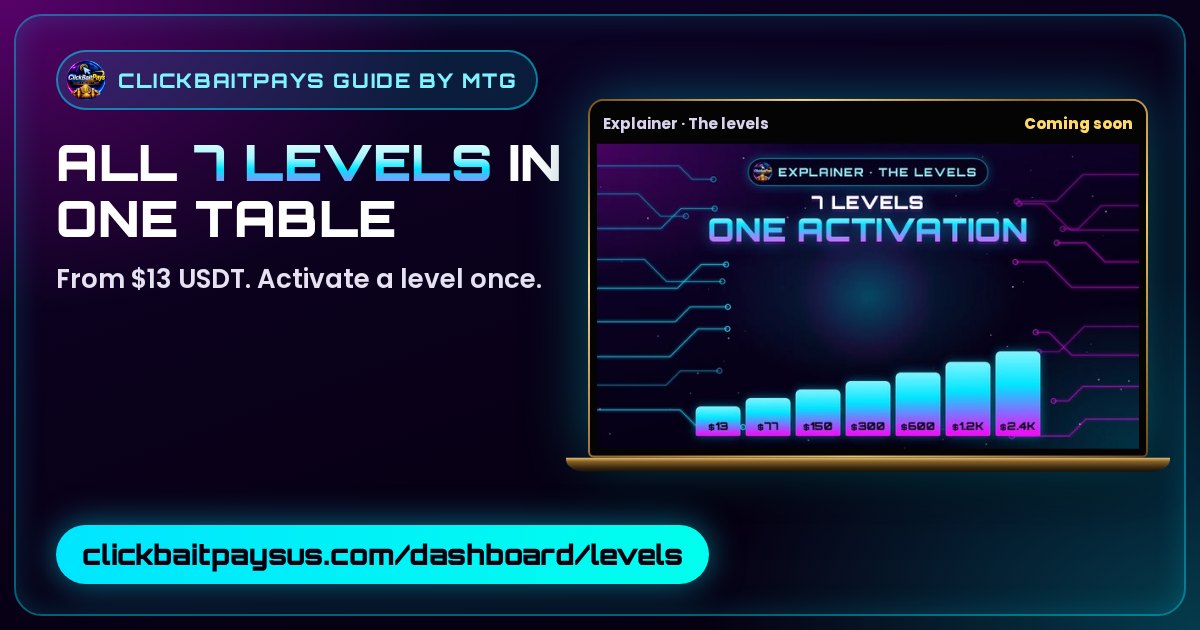 ClickBaitPays
CLICKBAITPAYS GUIDE BY MTG
ALL 7 LEVELS IN
ONE TABLE
From $13 USDT. Activate a level once.
Explainer · The levels
Coming soon
EXPLAINER · THE LEVELS
7 LEVELS
ONE ACTIVATION
$13 $77 $150 $300 $600 $1.2K $2.4K
clickbaitpaysus.com/dashboard/levels